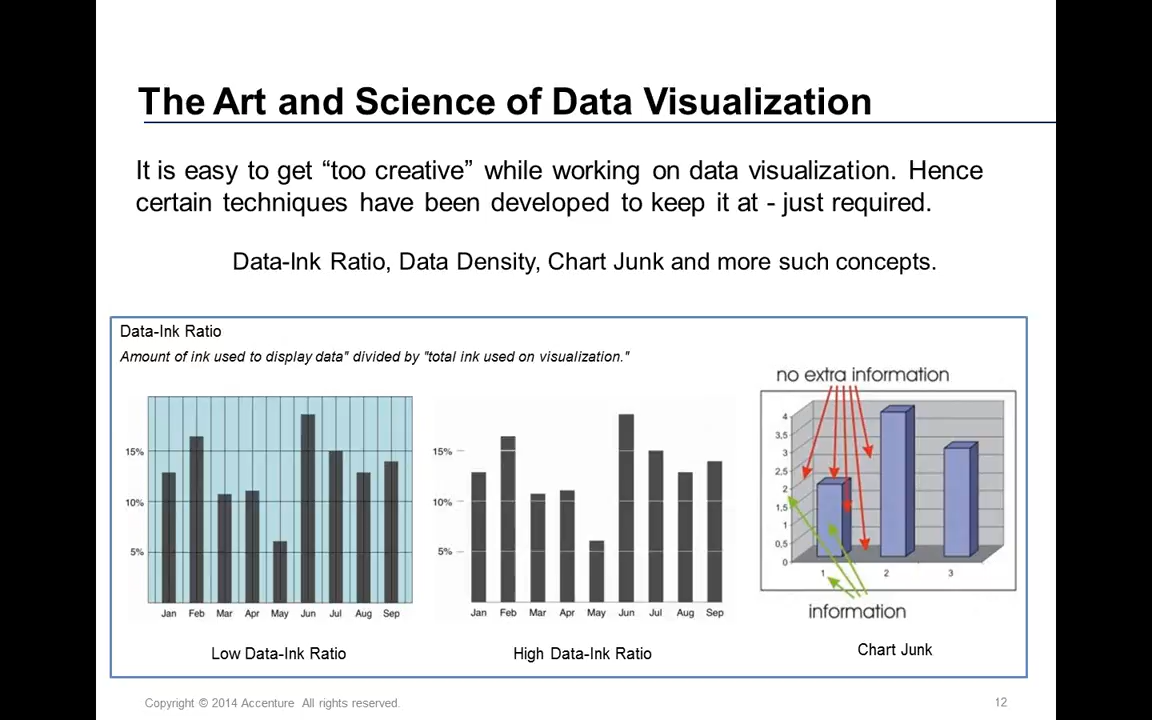 The Art and Science of Data Visualization
It is easy to get “too creative” while working on data visualization. Hence
certain techniques have been developed to keep it at - just required.
Data-Ink Ratio, Data Density, Chart Junk and more such concepts.
Data-Ink Ratio
Amount of ink used to display data" divided by "total ink used on visualization."
15%
10%
5%
Jan Feb Mar Apr May Jun Jul Aug Sep
Low Data-Ink Ratio
15%
10%
5%
Jan Feb Mar Apr May Jun Jul Aug Sep
High Data-Ink Ratio
no extra information
4
3,5
3
2,5
2
1,5
1
0,5
0
1 2 3
information
Chart Junk
Copyright © 2014 Accenture All rights reserved.
12